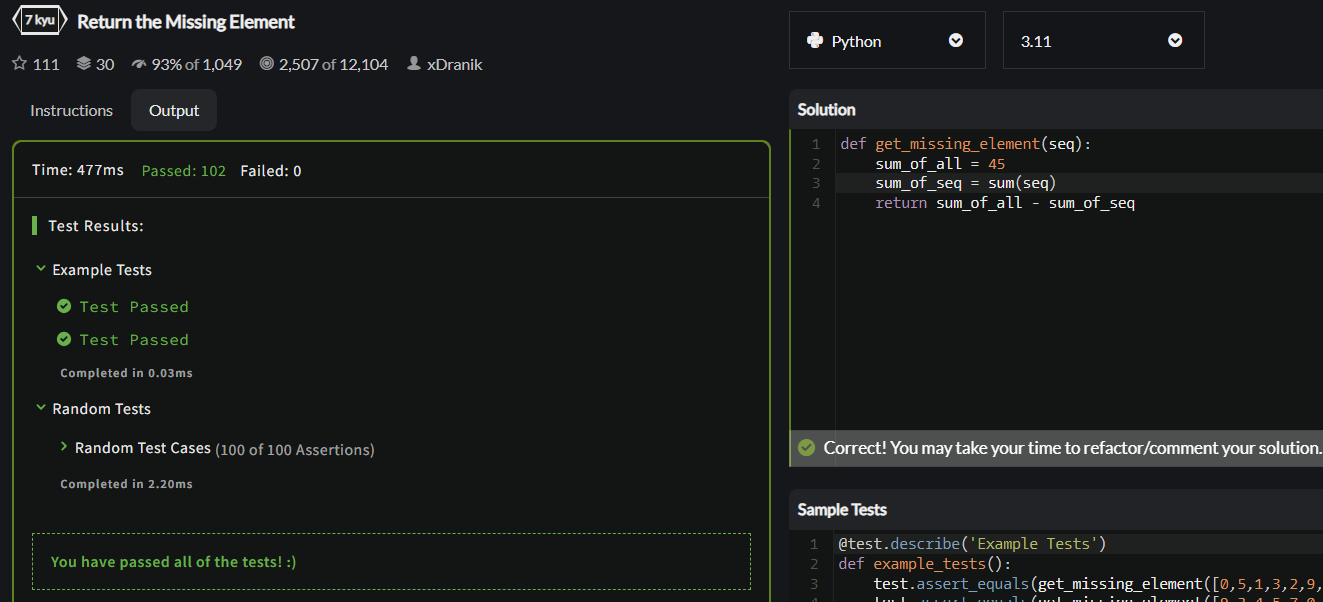 7 kyu Return the Missing Element
111 30 93% of 1,049 2,507 of 12,104 xDranik
Instructions Output
Time: 477ms Passed: 102 Failed: 0
Test Results:
Example Tests
Test Passed
Test Passed
Completed in 0.03ms
Random Tests
Random Test Cases (100 of 100 Assertions)
Completed in 2.20ms
You have passed all of the tests! :)
Python 3.11
Solution
1 def get_missing_element(seq):
2 sum_of_all = 45
3 sum_of_seq = sum(seq)
4 return sum_of_all - sum_of_seq
Correct! You may take your time to refactor/comment your solution.
Sample Tests
1 @test.describe('Example Tests')
2 def example_tests():
3 test.assert_equals(get_missing_element([0,5,1,3,2,9,